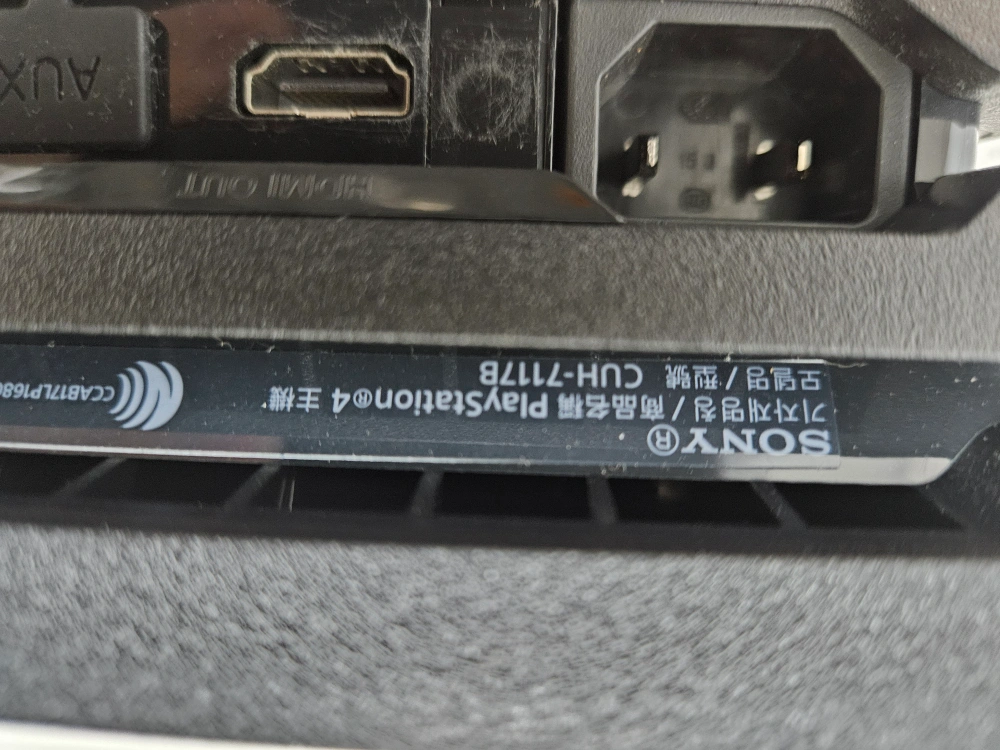 SONY®
기자재명칭 / 商品名稱 PlayStation®4 主機
모델명 / 型號 CUH-7117B
HDMI OUT
AUX